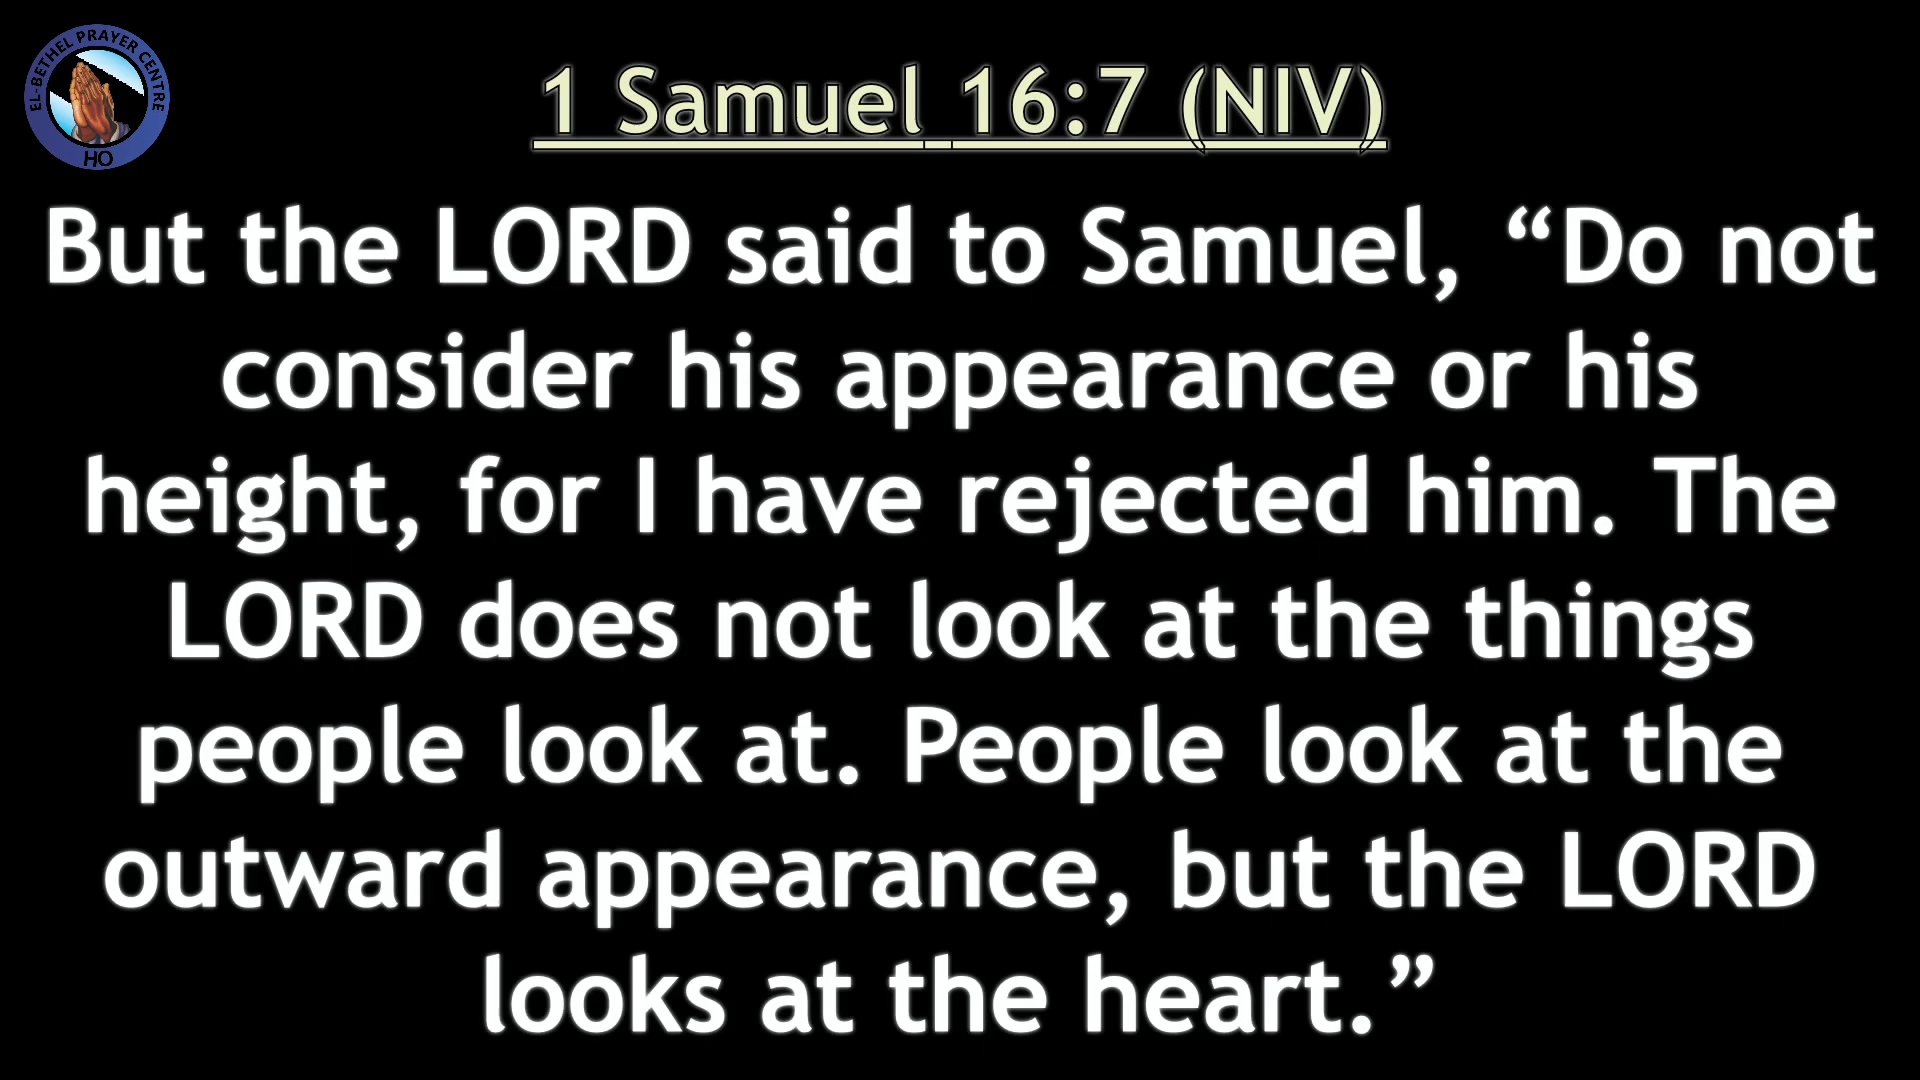 EL-BETHEL PRAYER CENTRE
HO
1 Samuel 16:7 (NIV)
But the LORD said to Samuel, “Do not
consider his appearance or his
height, for I have rejected him. The
LORD does not look at the things
people look at. People look at the
outward appearance, but the LORD
looks at the heart.”